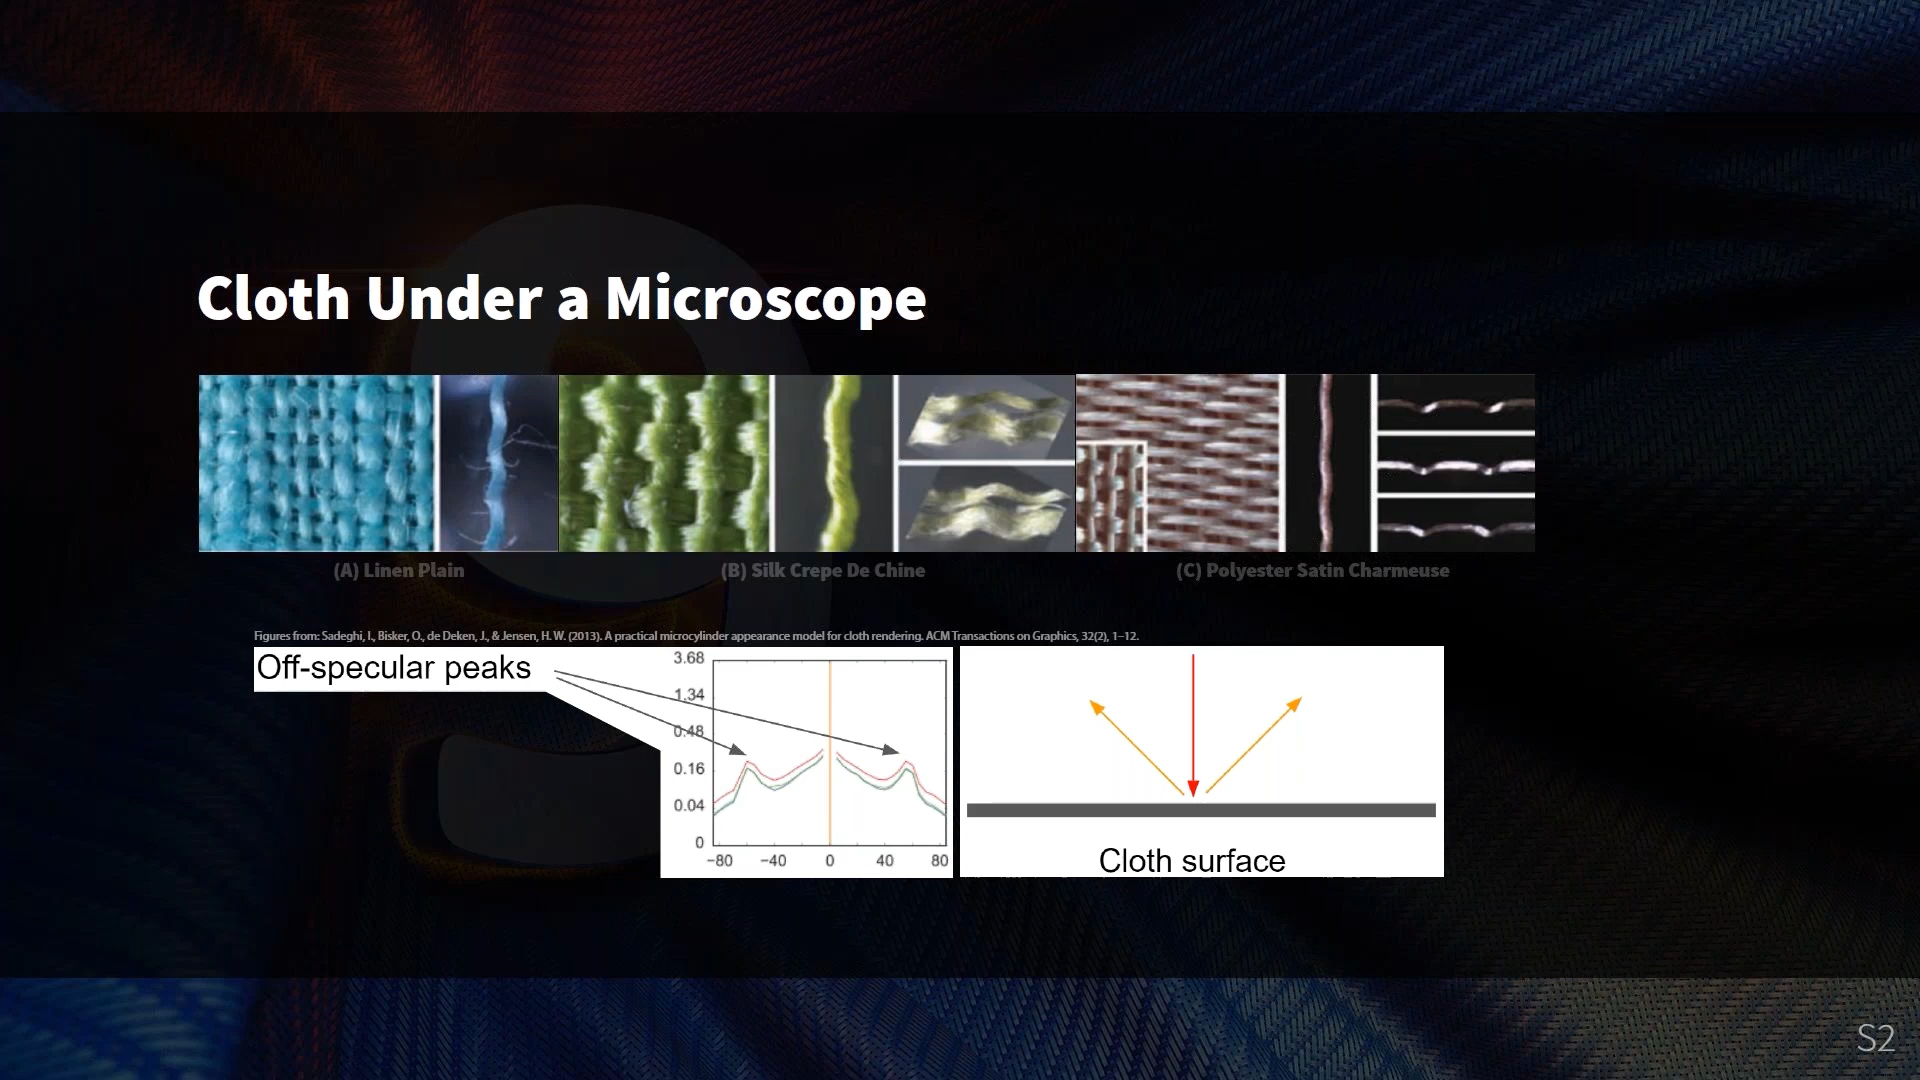 Cloth Under a Microscope
(A) Linen Plain
(B) Silk Crepe De Chine
(C) Polyester Satin Charmeuse
Figures from: Sadeghi, I., Bisker, O., de Deken, J., & Jensen, H. W. (2013). A practical microcylinder appearance model for cloth rendering. ACM Transactions on Graphics, 32(2), 1–12.
Off-specular peaks
3.68
1.34
0.48
0.16
0.04
0
−80 −40 0 40 80
Cloth surface
S2